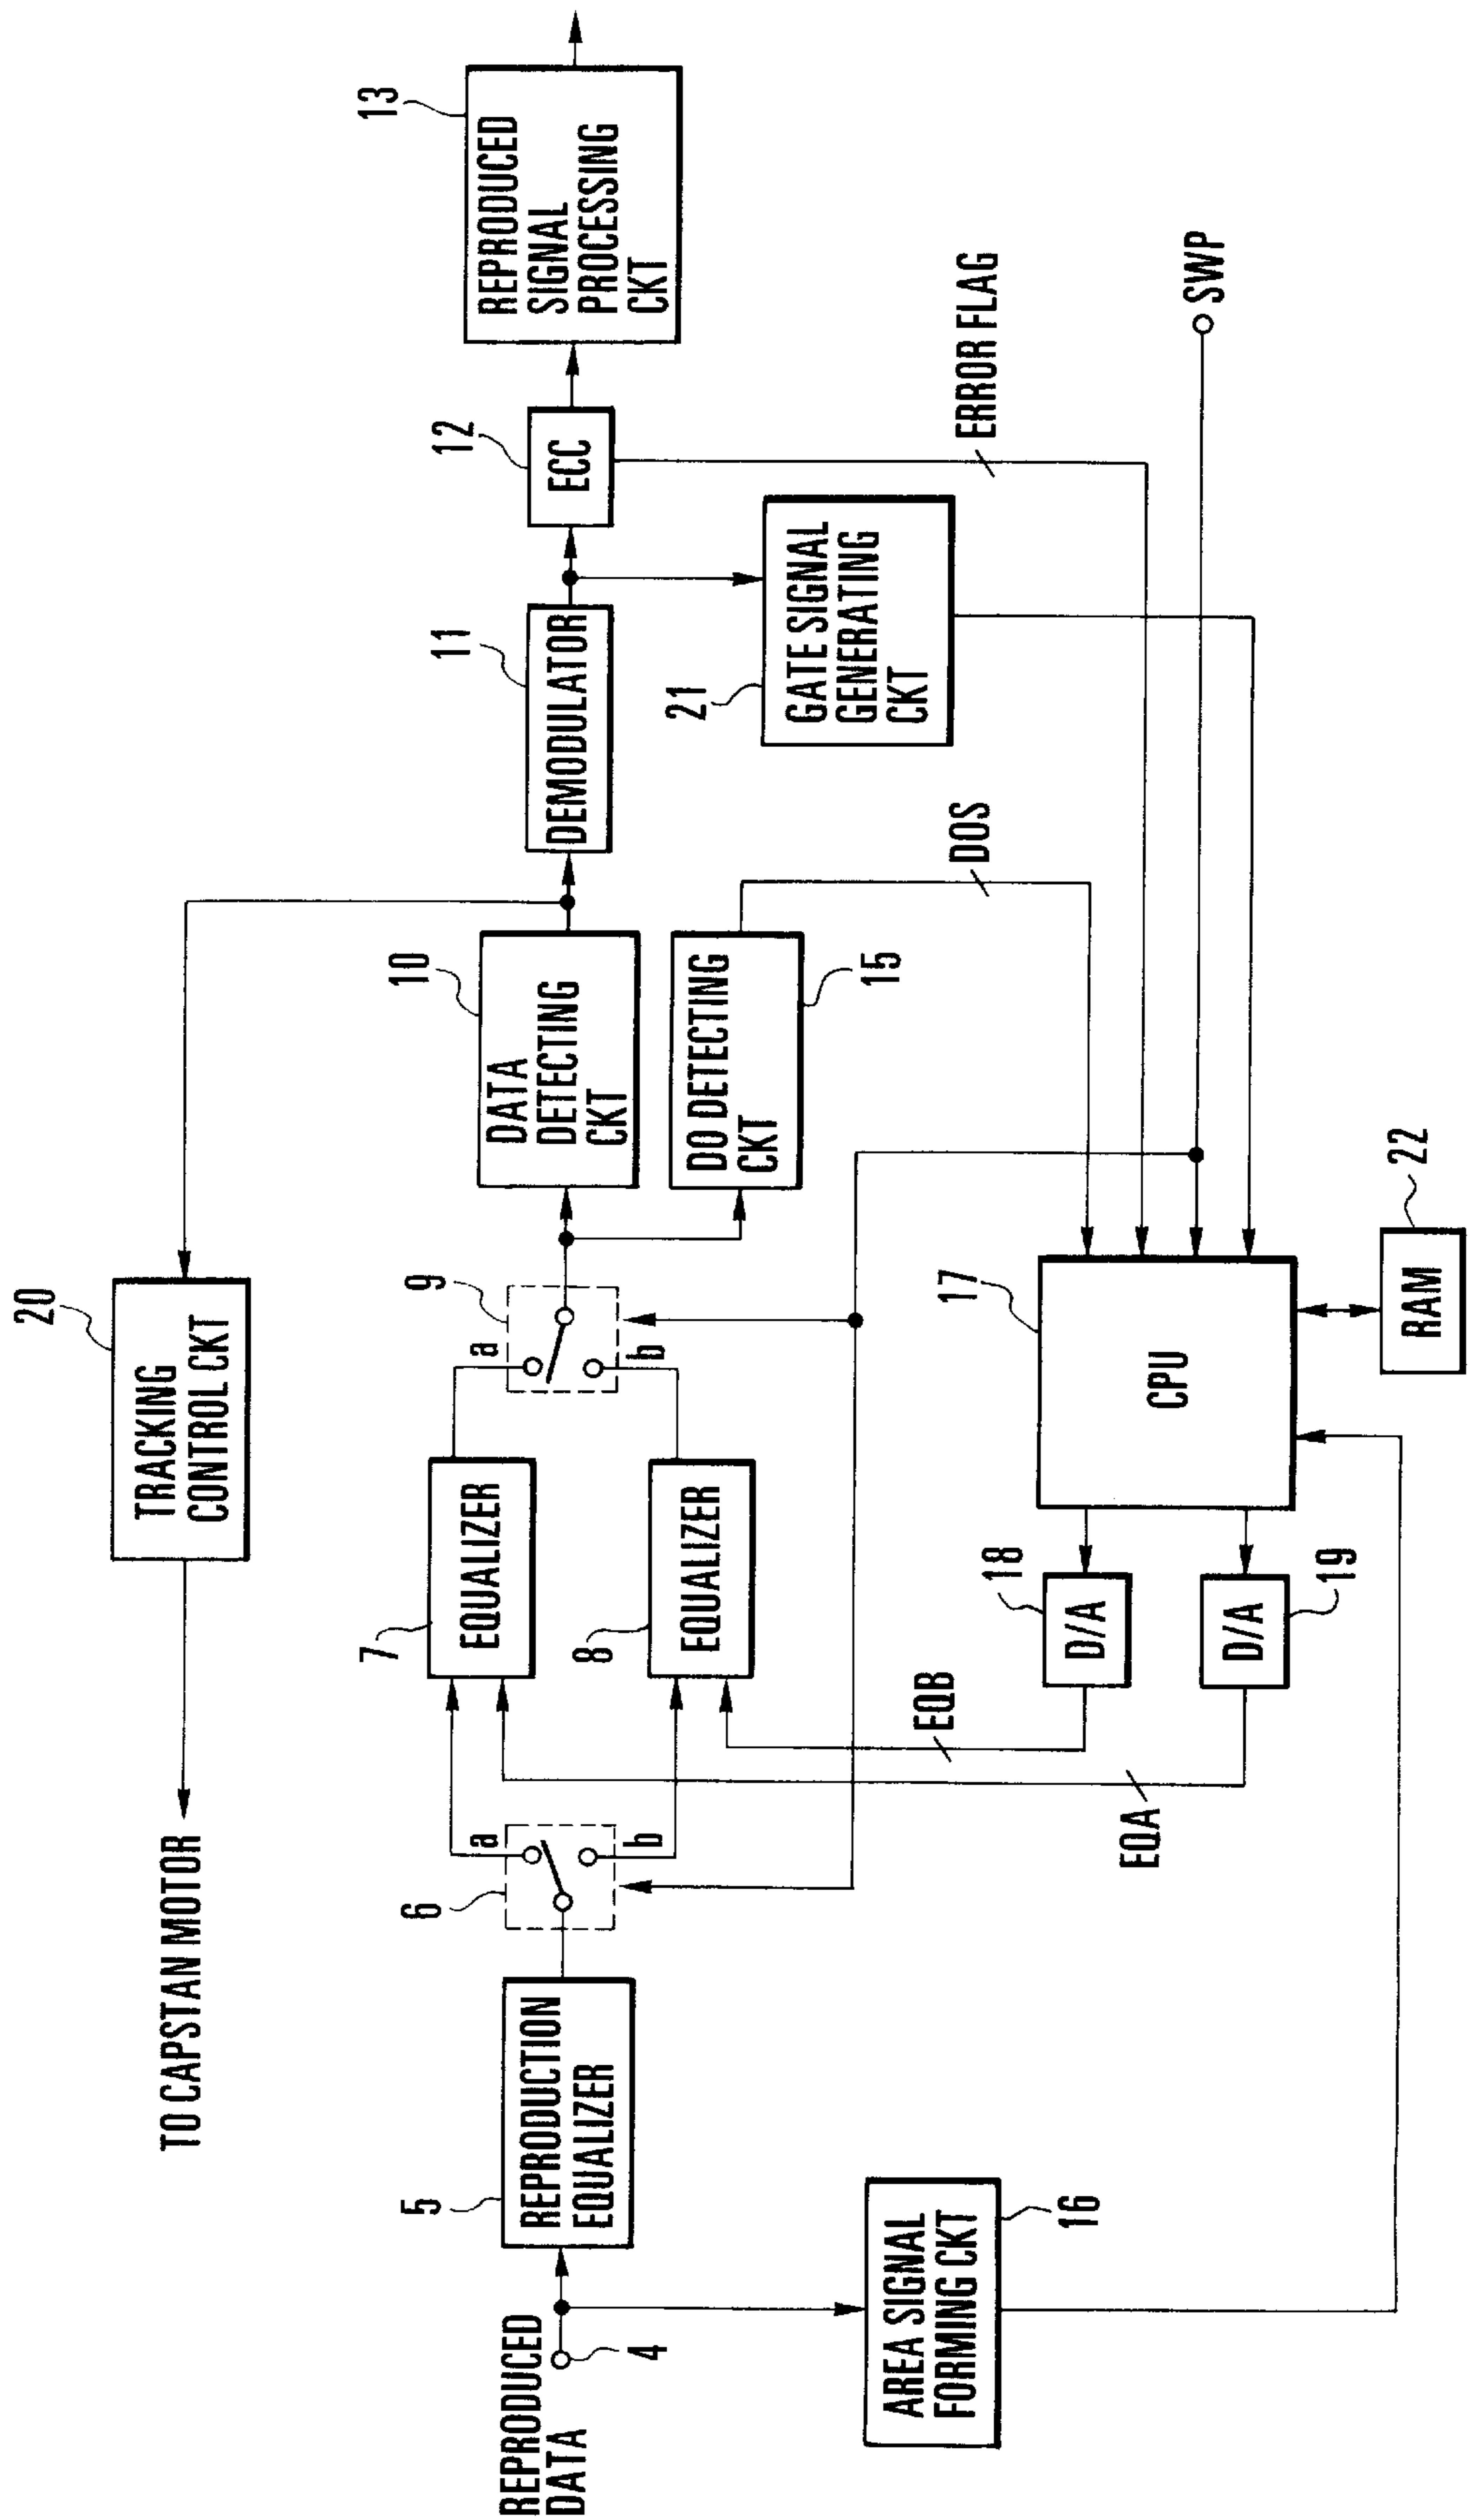 20
TRACKING
CONTROL CKT
TO CAPSTAN MOTOR
REPRODUCED
DATA
4
5
REPRODUCTION
EQUALIZER
6
a
b
7
EQUALIZER
8
EQUALIZER
9
a
b
10
DATA
DETECTING
CKT
11
DEMODULATOR
12
ECC
13
REPRODUCED
SIGNAL
PROCESSING
CKT
DO DETECTING
CKT
15
21
GATE SIGNAL
GENERATING
CKT
AREA SIGNAL
FORMING CKT
16
EQB
EQA
DOS
ERROR FLAG
SWP
18
D/A
D/A
19
17
CPU
RAM
22